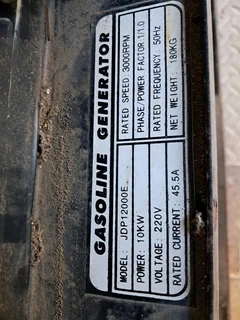 GASOLINE GENERATOR
MODEL: JDP12000E
RATED SPEED 3000RPM
POWER: 10KW
PHASE/POWER FACTOR:1/1.0
VOLTAGE: 220V
RATED FREQUENCY: 50Hz
RATED CURRENT: 45.5A
NET WEIGHT: 180KG